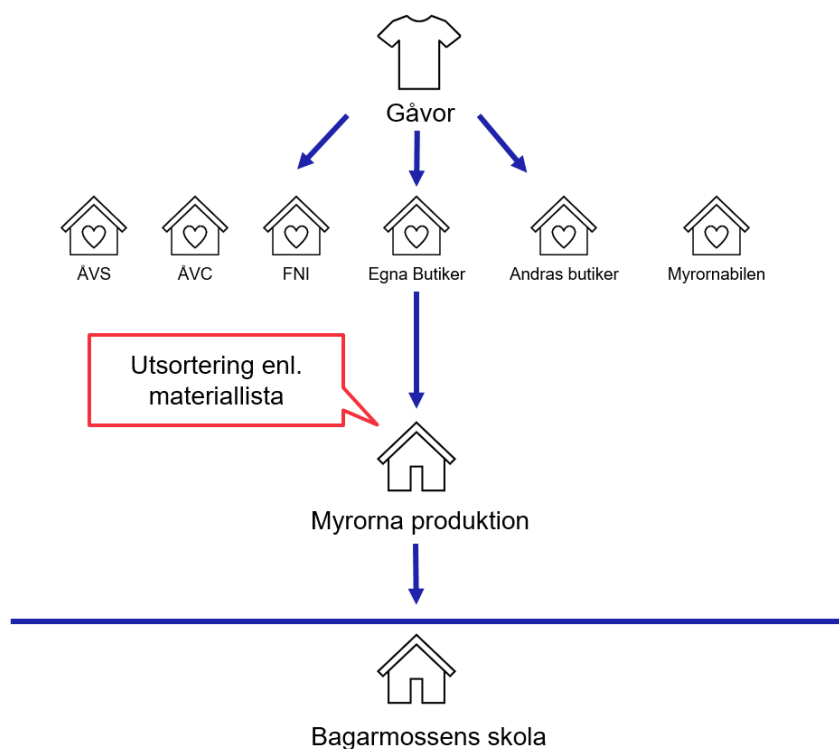 Gåvor
ÅVS
ÅVC
FNI
Egna Butiker
Andras butiker
Myrornabilen
Utsortering enl.
materiallista
Myrorna produktion
Bagarmossens skola